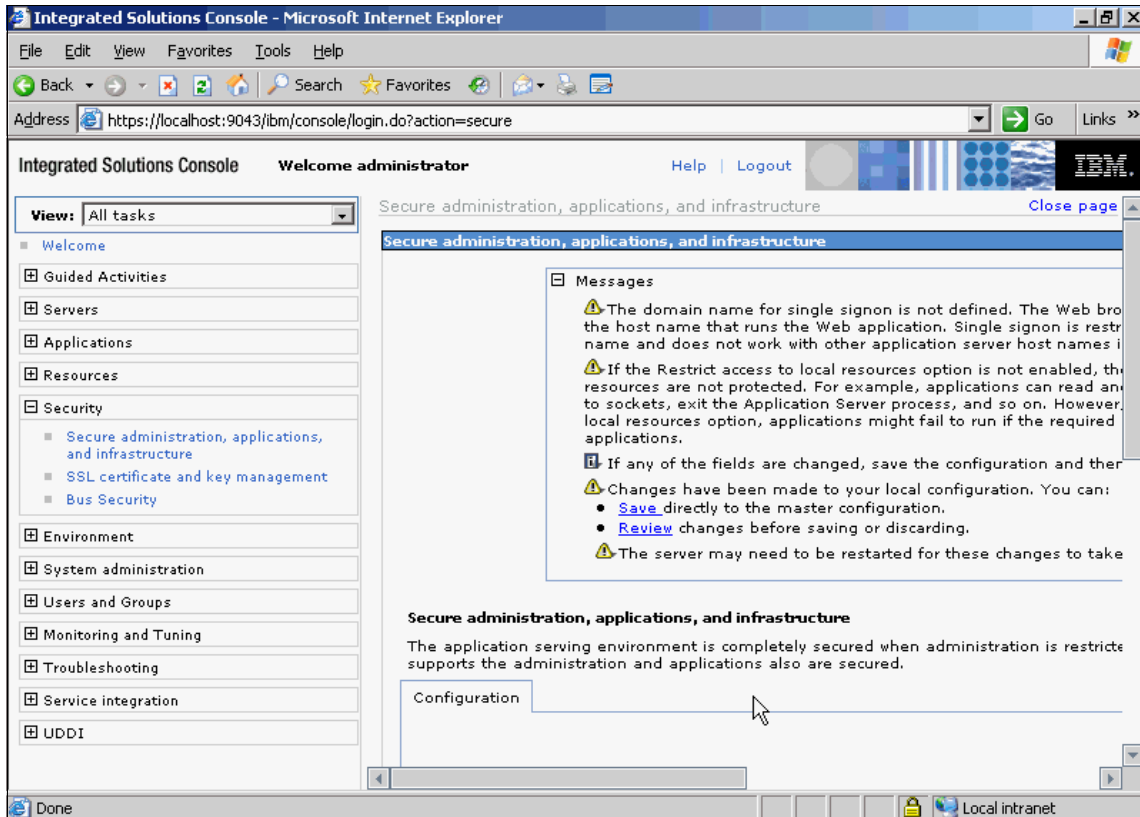 Integrated Solutions Console - Microsoft Internet Explorer
File Edit View Favorites Tools Help
Back Search Favorites
Address https://localhost:9043/ibm/console/login.do?action=secure Go Links »
Integrated Solutions Console Welcome administrator Help | Logout IBM.
View: All tasks
Welcome
Guided Activities
Servers
Applications
Resources
Security
Secure administration, applications,
and infrastructure
SSL certificate and key management
Bus Security
Environment
System administration
Users and Groups
Monitoring and Tuning
Troubleshooting
Service integration
UDDI
Secure administration, applications, and infrastructure Close page
Secure administration, applications, and infrastructure
Messages
The domain name for single signon is not defined. The Web bro
the host name that runs the Web application. Single signon is restr
name and does not work with other application server host names i
If the Restrict access to local resources option is not enabled, the
resources are not protected. For example, applications can read and
to sockets, exit the Application Server process, and so on. However,
local resources option, applications might fail to run if the required
applications.
If any of the fields are changed, save the configuration and then
Changes have been made to your local configuration. You can:
• Save directly to the master configuration.
• Review changes before saving or discarding.
The server may need to be restarted for these changes to take
Secure administration, applications, and infrastructure
The application serving environment is completely secured when administration is restricte
supports the administration and applications also are secured.
Configuration
Done Local intranet